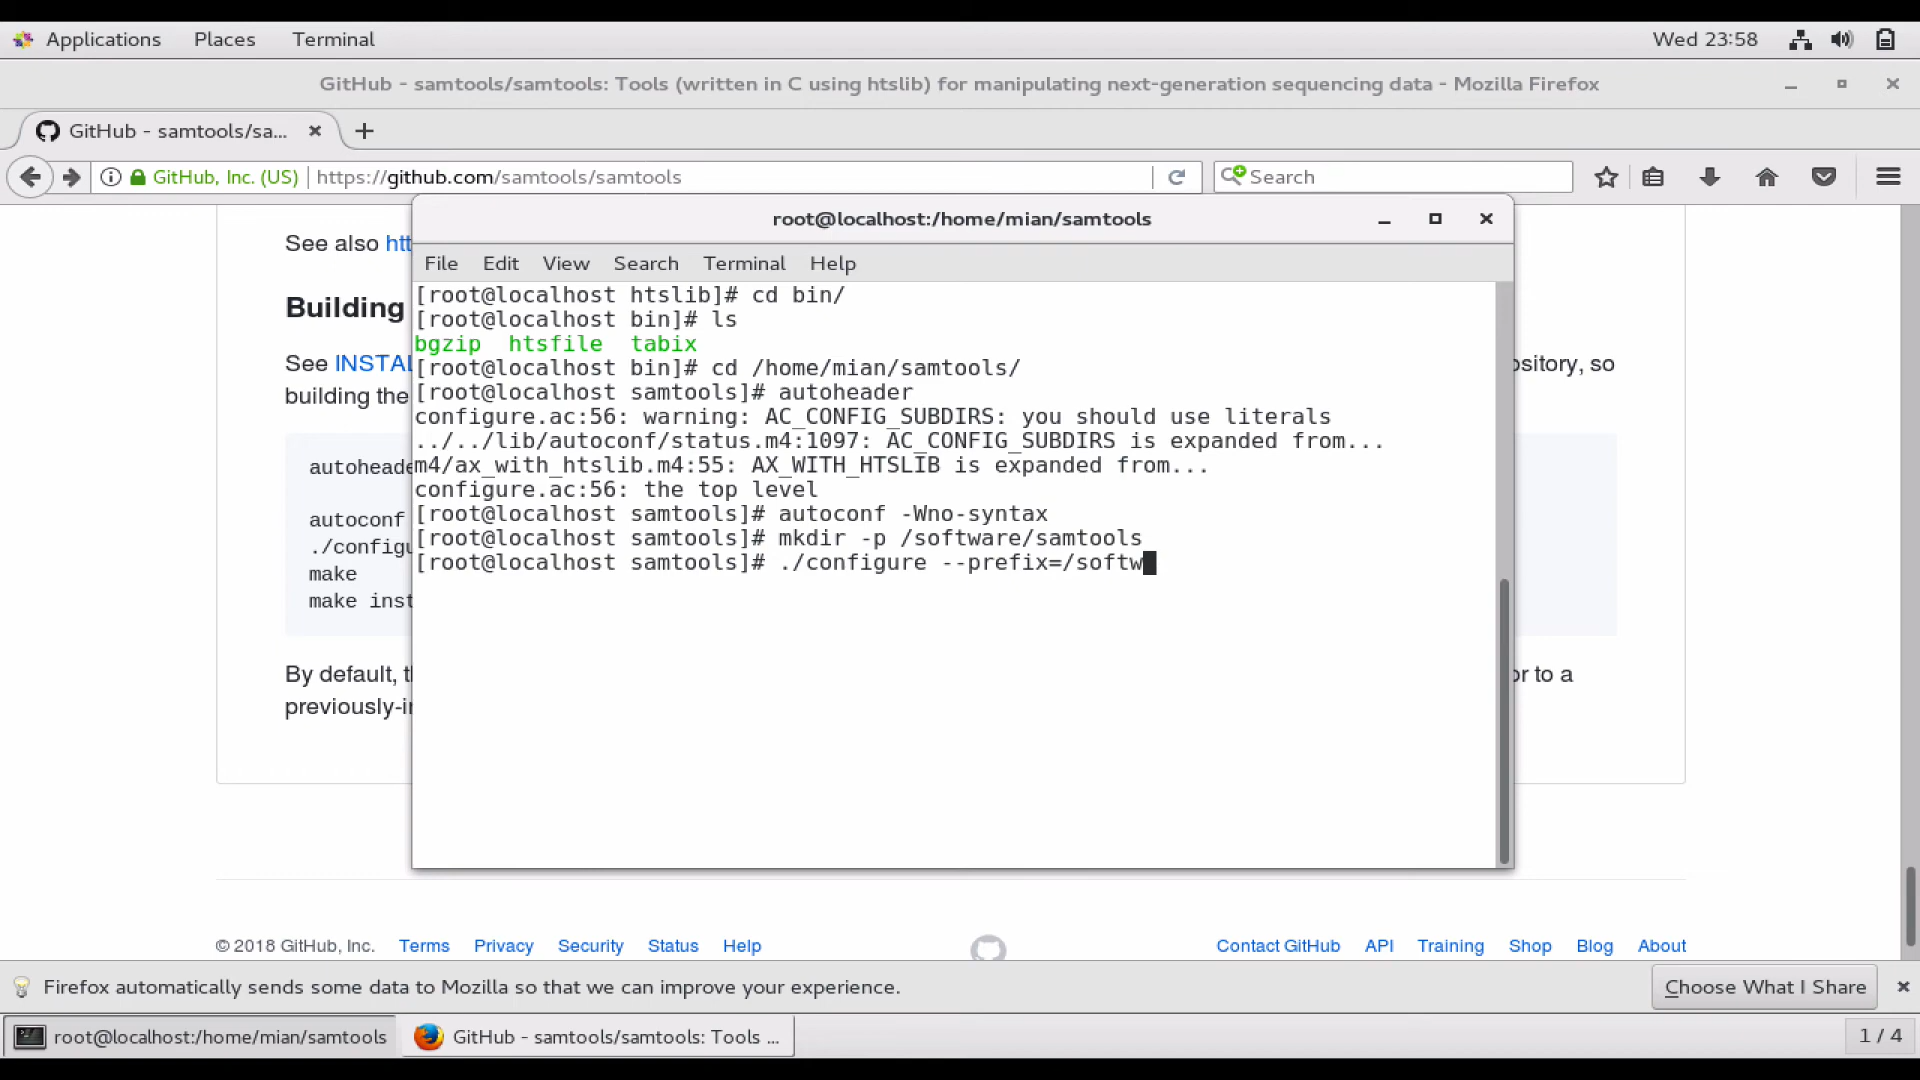 Applications Places Terminal Wed 23:58
GitHub - samtools/samtools: Tools (written in C using htslib) for manipulating next-generation sequencing data - Mozilla Firefox
GitHub - samtools/sa...
GitHub, Inc. (US) https://github.com/samtools/samtools Search
root@localhost:/home/mian/samtools
See also htt
File Edit View Search Terminal Help
[root@localhost htslib]# cd bin/
Building
[root@localhost bin]# ls
bgzip htsfile tabix
See INSTAL
ository, so
[root@localhost bin]# cd /home/mian/samtools/
building the
[root@localhost samtools]# autoheader
configure.ac:56: warning: AC_CONFIG_SUBDIRS: you should use literals
../../lib/autoconf/status.m4:1097: AC_CONFIG_SUBDIRS is expanded from...
autoheade
m4/ax_with_htslib.m4:55: AX_WITH_HTSLIB is expanded from...
configure.ac:56: the top level
autoconf
[root@localhost samtools]# autoconf -Wno-syntax
./configu
[root@localhost samtools]# mkdir -p /software/samtools
make
[root@localhost samtools]# ./configure --prefix=/softw
make inst
By default, t
or to a
previously-i
© 2018 GitHub, Inc. Terms Privacy Security Status Help Contact GitHub API Training Shop Blog About
Firefox automatically sends some data to Mozilla so that we can improve your experience. Choose What I Share
root@localhost:/home/mian/samtools GitHub - samtools/samtools: Tools ... 1 / 4